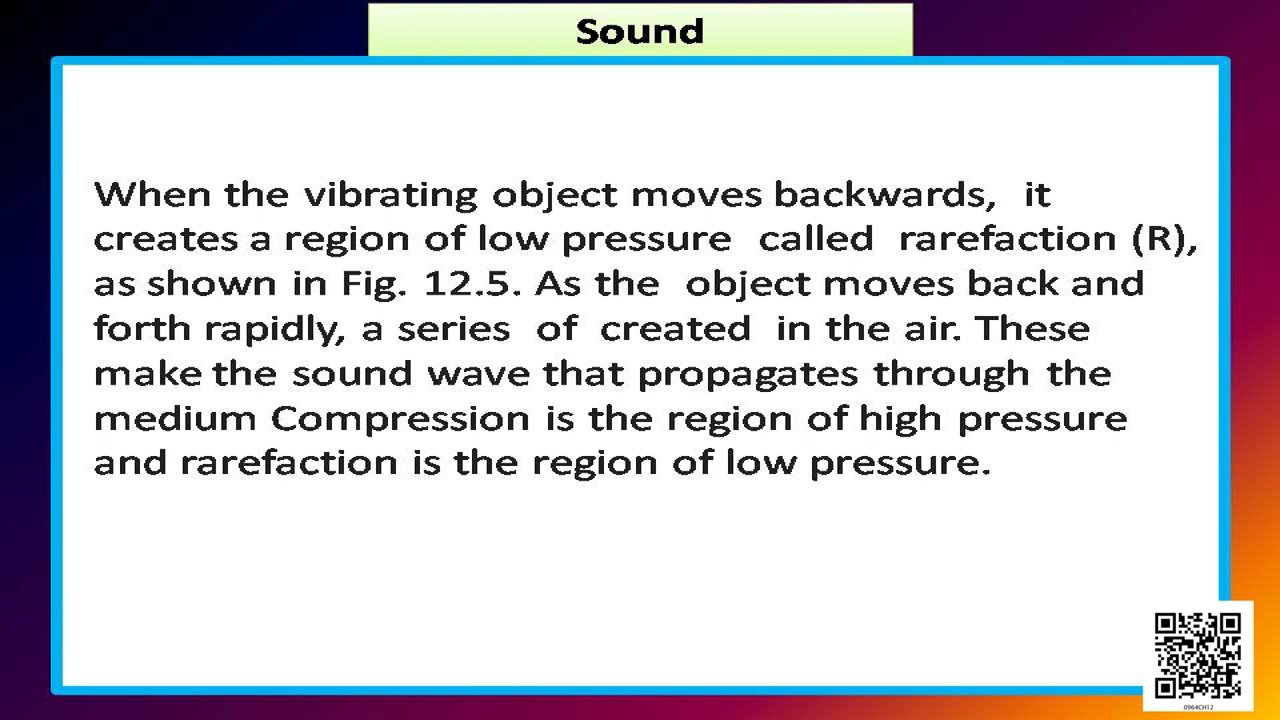 Sound
When the vibrating object moves backwards, it
creates a region of low pressure called rarefaction (R),
as shown in Fig. 12.5. As the object moves back and
forth rapidly, a series of created in the air. These
make the sound wave that propagates through the
medium Compression is the region of high pressure
and rarefaction is the region of low pressure.
0964CH12